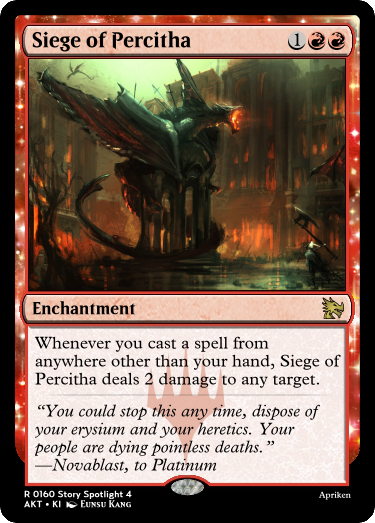 Siege of Percitha 1
Enchantment
Whenever you cast a spell from
anywhere other than your hand, Siege of
Percitha deals 2 damage to any target.
“You could stop this any time, dispose of
your erysium and your heretics. Your
people are dying pointless deaths.”
—Novablast, to Platinum
R 0160 Story Spotlight 4
AKT • KI Eunsu Kang
Apriken